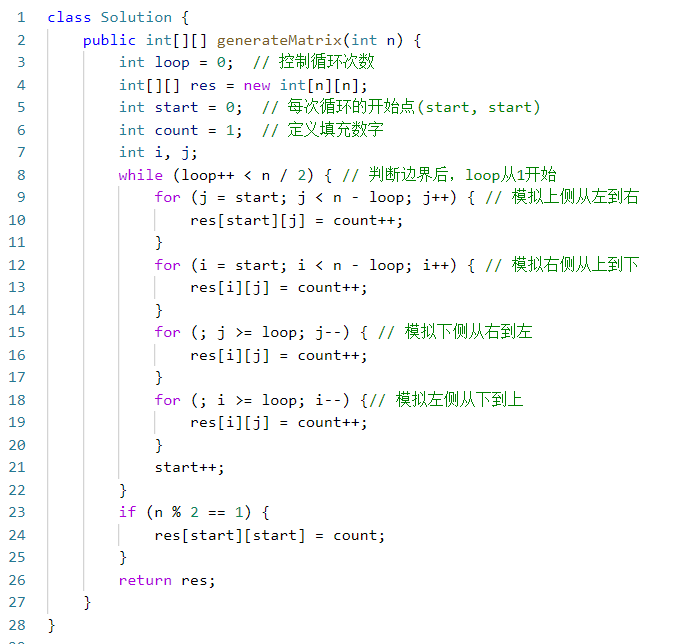 1 class Solution {
2     public int[][] generateMatrix(int n) {
3         int loop = 0;  // 控制循环次数
4         int[][] res = new int[n][n];
5         int start = 0;  // 每次循环的开始点(start, start)
6         int count = 1;  // 定义填充数字
7         int i, j;
8         while (loop++ < n / 2) { // 判断边界后，loop从1开始
9             for (j = start; j < n - loop; j++) { // 模拟上侧从左到右
10                 res[start][j] = count++;
11             }
12             for (i = start; i < n - loop; i++) { // 模拟右侧从上到下
13                 res[i][j] = count++;
14             }
15             for (; j >= loop; j--) { // 模拟下侧从右到左
16                 res[i][j] = count++;
17             }
18             for (; i >= loop; i--) {// 模拟左侧从下到上
19                 res[i][j] = count++;
20             }
21             start++;
22         }
23         if (n % 2 == 1) {
24             res[start][start] = count;
25         }
26         return res;
27     }
28 }